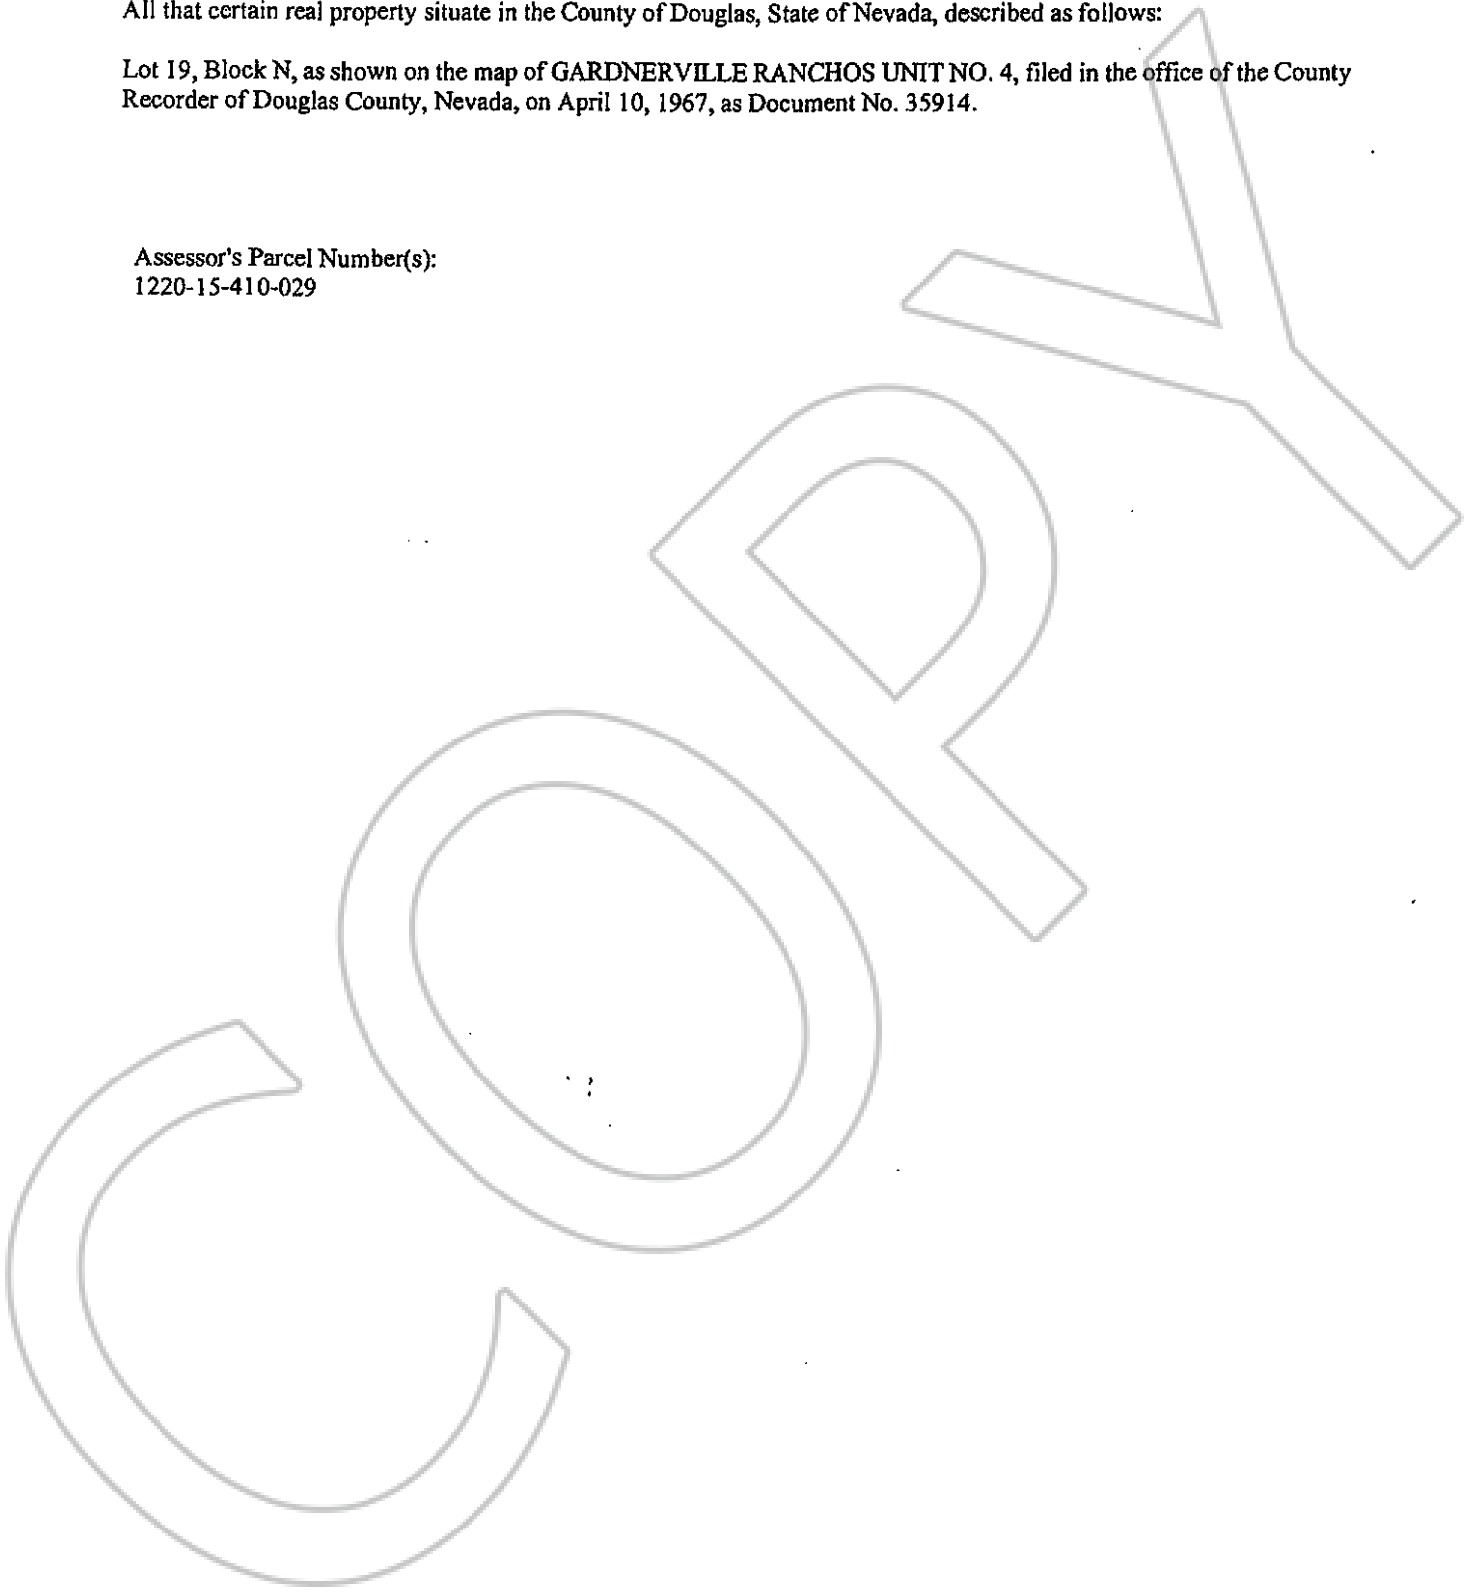 All that certain real property situate in the County of Douglas, State of Nevada, described as follows:
Lot 19, Block N, as shown on the map of GARDNERVILLE RANCHOS UNIT NO. 4, filed in the office of the County
Recorder of Douglas County, Nevada, on April 10, 1967, as Document No. 35914.
Assessor's Parcel Number(s):
1220-15-410-029
COPY